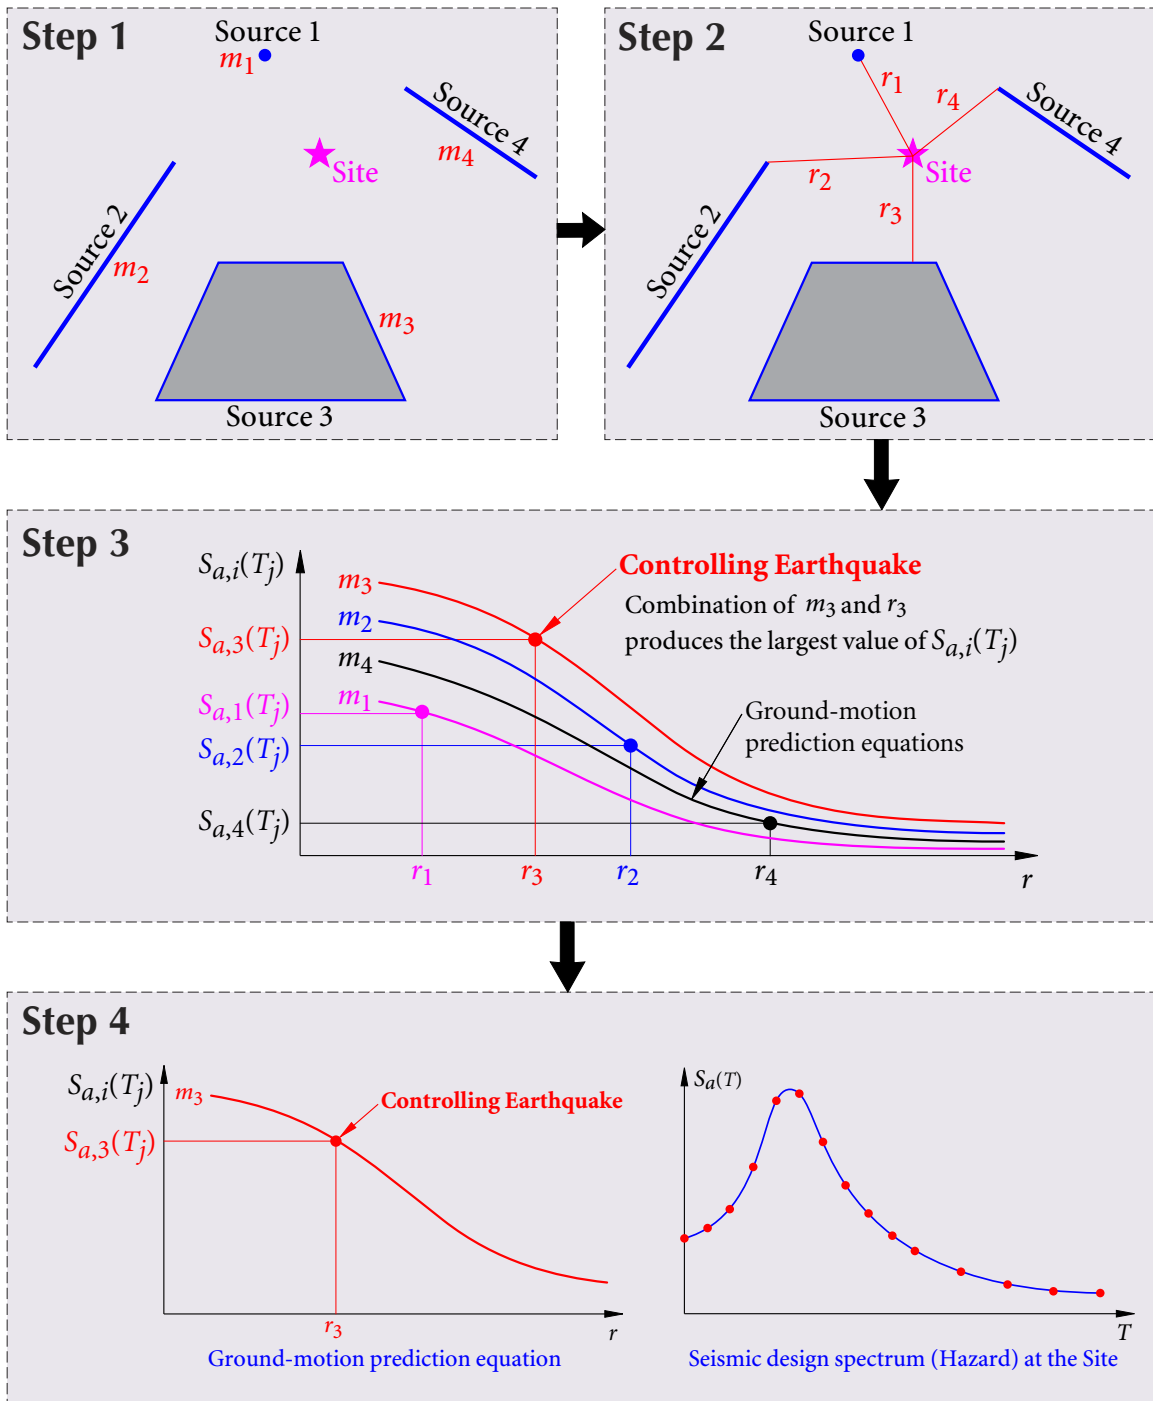 Step 1
Source 1
m1
Source 4
m4
Site
Source 2
m2
m3
Source 3
Step 2
Source 1
r1
r4
Source 4
Site
r2
r3
Source 2
Source 3
Step 3
Sa,i(Tj)
m3
Controlling Earthquake
Combination of m3 and r3
produces the largest value of Sa,i(Tj)
m2
Sa,3(Tj)
m4
m1
Sa,1(Tj)
Ground-motion
prediction equations
Sa,2(Tj)
Sa,4(Tj)
r1
r3
r2
r4
r
Step 4
Sa,i(Tj)
m3
Controlling Earthquake
Sa,3(Tj)
r3
r
Ground-motion prediction equation
Sa(T)
T
Seismic design spectrum (Hazard) at the Site